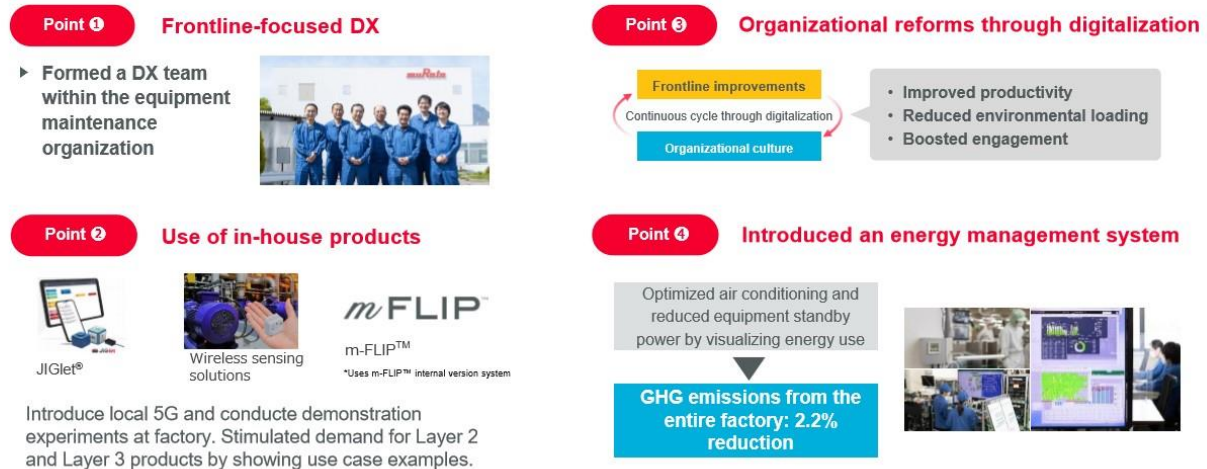 Point ❶
Frontline-focused DX
▶ Formed a DX team
within the equipment
maintenance
organization
muRata
Point ❷
Use of in-house products
JIGlet®
Wireless sensing
solutions
m FLIP™
m-FLIP™
*Uses m-FLIP™ internal version system
Introduce local 5G and conducte demonstration
experiments at factory. Stimulated demand for Layer 2
and Layer 3 products by showing use case examples.
Point ❸
Organizational reforms through digitalization
Frontline improvements
Continuous cycle through digitalization
Organizational culture
• Improved productivity
• Reduced environmental loading
• Boosted engagement
Point ❹
Introduced an energy management system
Optimized air conditioning and
reduced equipment standby
power by visualizing energy use
GHG emissions from the
entire factory: 2.2%
reduction